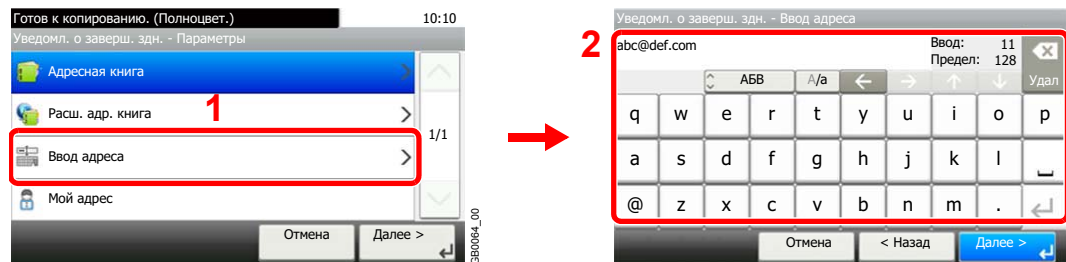 Готов к копированию. (Полноцвет.) 10:10
Уведомл. о заверш. здн. - Параметры
Адресная книга
Расш. адр. книга
1
1/1
Ввод адреса
Мой адрес
Отмена Далее >
GB0064_00
Уведомл. о заверш. здн. - Ввод адреса
2
abc@def.com
Ввод: 11
Предел: 128
АБВ A/a Удал
q w e r t y u i o p
a s d f g h j k l
@ z x c v b n m .
Отмена < Назад Далее >